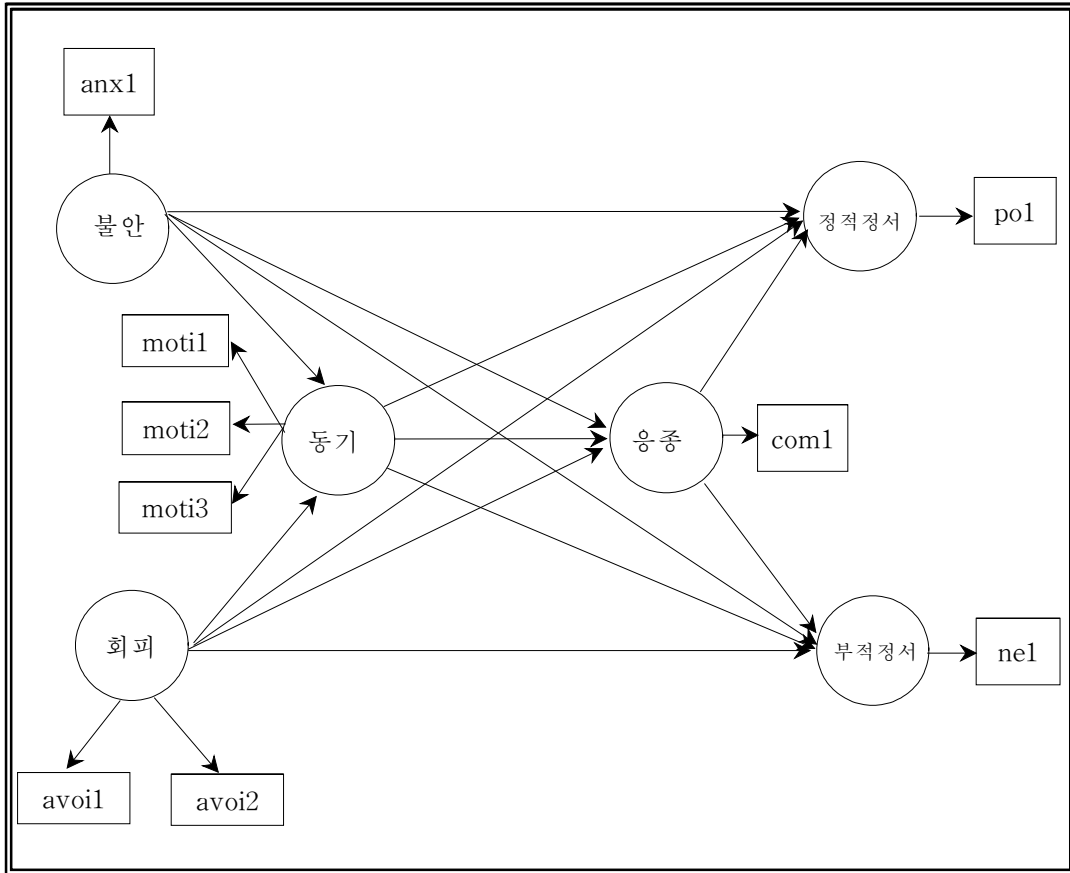 anx1
불안
정적정서
po1
moti1
moti2
moti3
동기
응종
com1
회피
부적정서
ne1
avoi1
avoi2